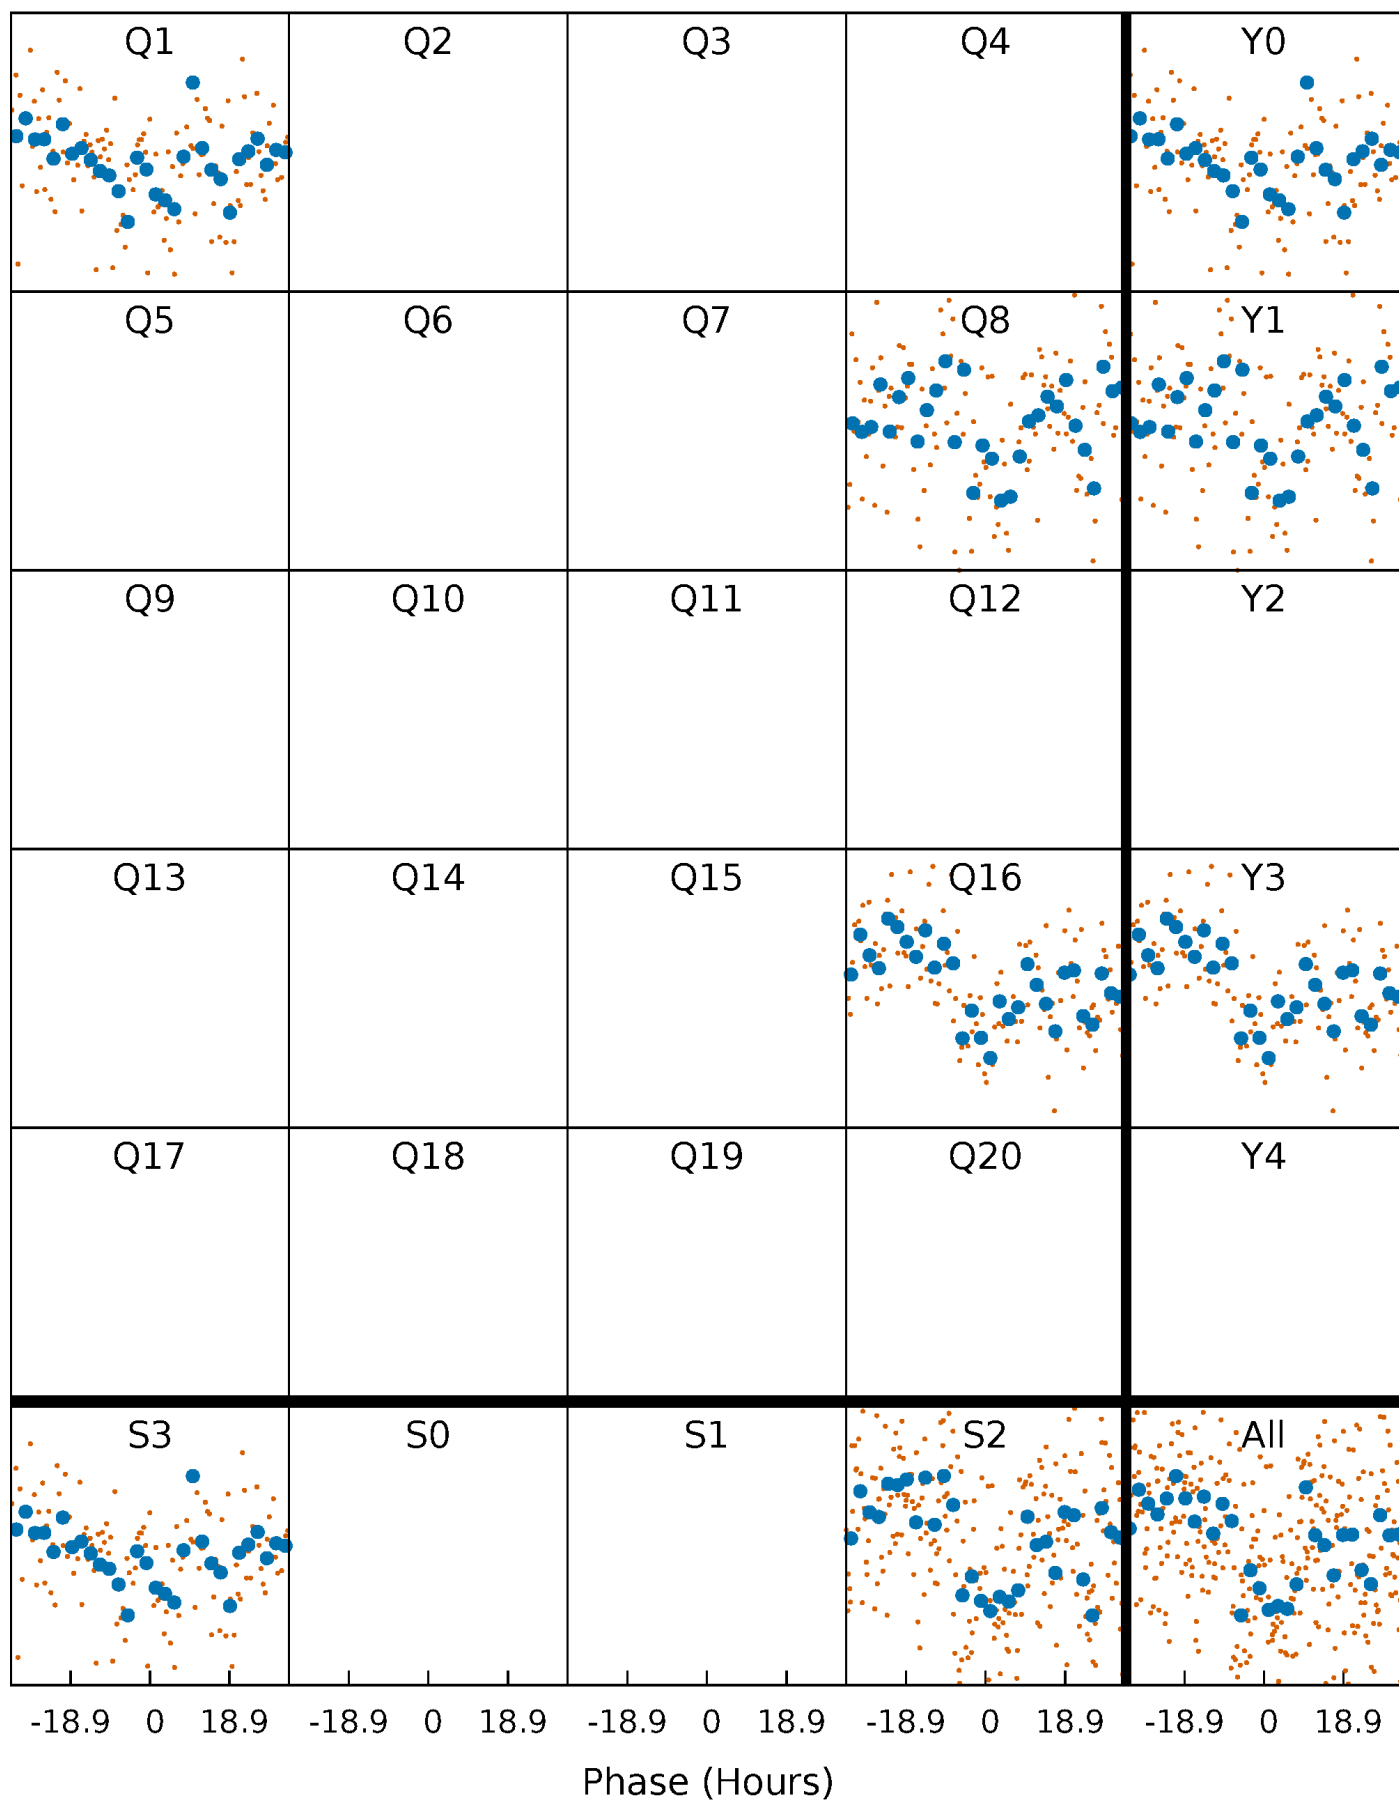 Q1 Q2 Q3 Q4 Y0
Q5 Q6 Q7 Q8 Y1
Q9 Q10 Q11 Q12 Y2
Q13 Q14 Q15 Q16 Y3
Q17 Q18 Q19 Q20 Y4
S3 S0 S1 S2 All
-18.9 0 18.9 -18.9 0 18.9 -18.9 0 18.9 -18.9 0 18.9 -18.9 0 18.9
Phase (Hours)